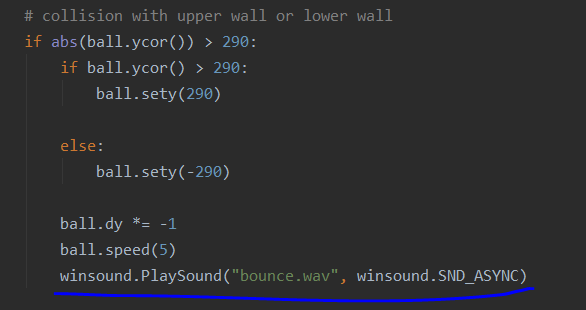 # collision with upper wall or lower wall
if abs(ball.ycor()) > 290:
if ball.ycor() > 290:
ball.sety(290)
else:
ball.sety(-290)
ball.dy *= -1
ball.speed(5)
winsound.PlaySound("bounce.wav", winsound.SND_ASYNC)